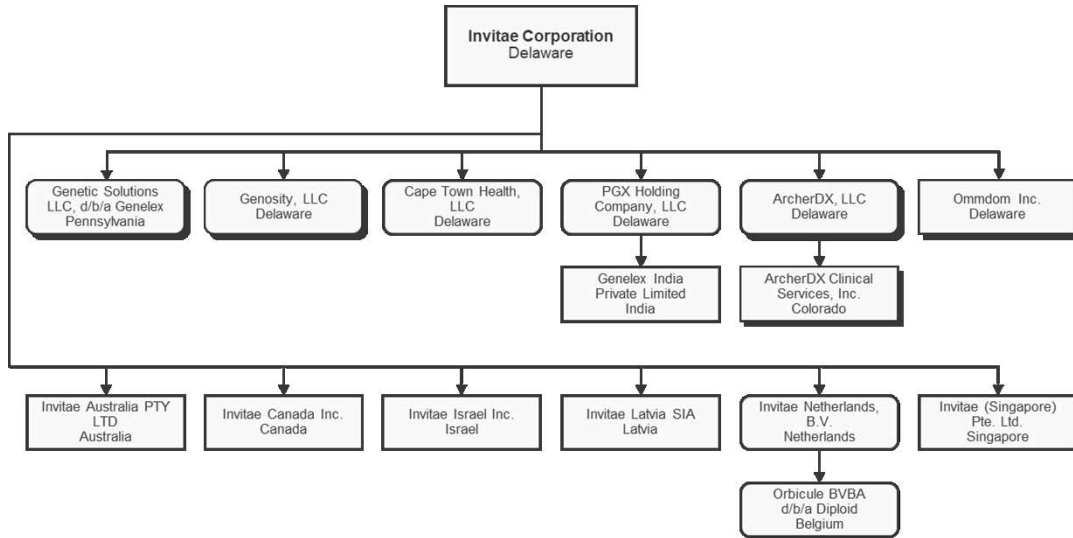 Invitae Corporation
Delaware
Genetic Solutions
LLC, d/b/a Genelex
Pennsylvania
Genosity, LLC
Delaware
Cape Town Health,
LLC
Delaware
PGX Holding
Company, LLC
Delaware
ArcherDX, LLC
Delaware
Ommdom Inc.
Delaware
Genelex India
Private Limited
India
ArcherDX Clinical
Services, Inc.
Colorado
Invitae Australia PTY
LTD
Australia
Invitae Canada Inc.
Canada
Invitae Israel Inc.
Israel
Invitae Latvia SIA
Latvia
Invitae Netherlands,
B.V.
Netherlands
Invitae (Singapore)
Pte. Ltd.
Singapore
Orbicule BVBA
d/b/a Diploid
Belgium